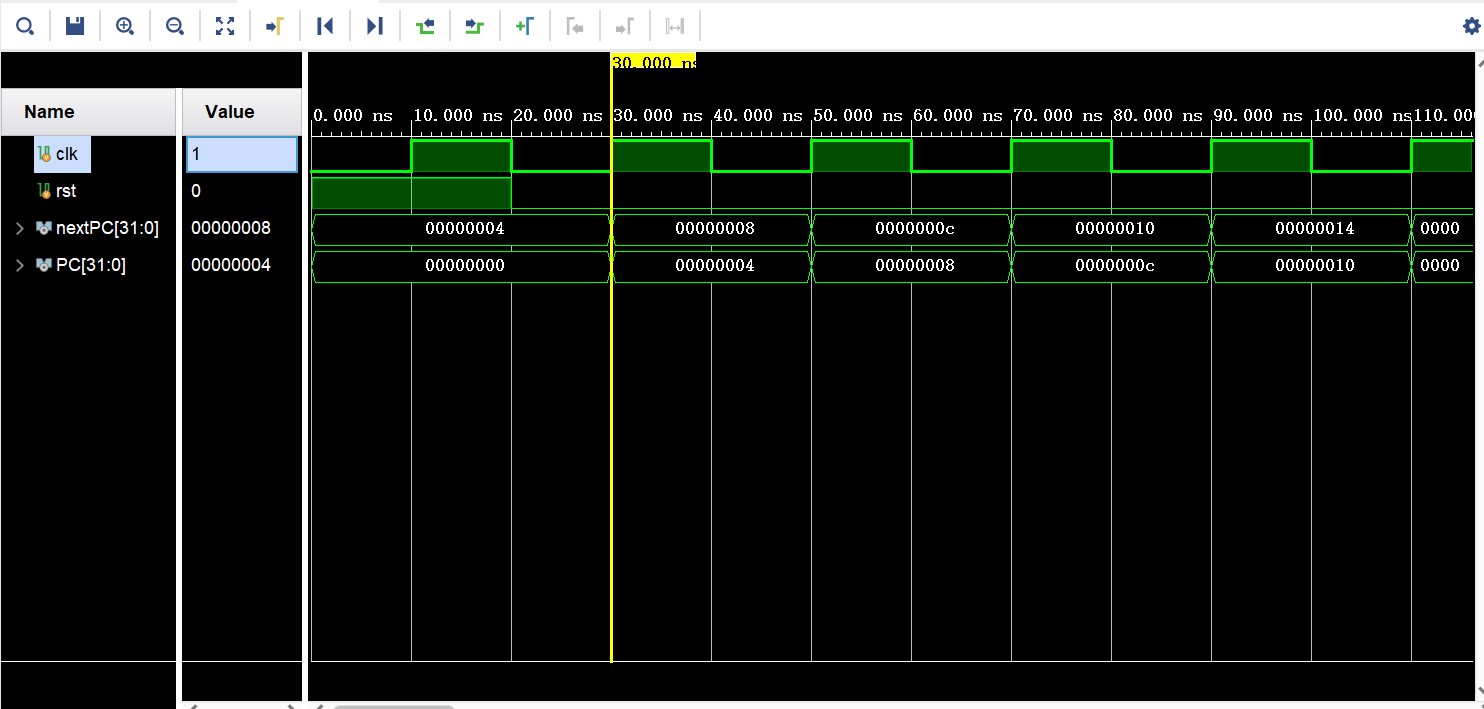 30.000 ns
Name Value
0.000 ns 10.000 ns 20.000 ns 30.000 ns 40.000 ns 50.000 ns 60.000 ns 70.000 ns 80.000 ns 90.000 ns 100.000 ns 110.00
clk 1
rst 0
nextPC[31:0] 00000008 00000004 00000008 0000000c 00000010 00000014 0000
PC[31:0] 00000004 00000000 00000004 00000008 0000000c 00000010 0000